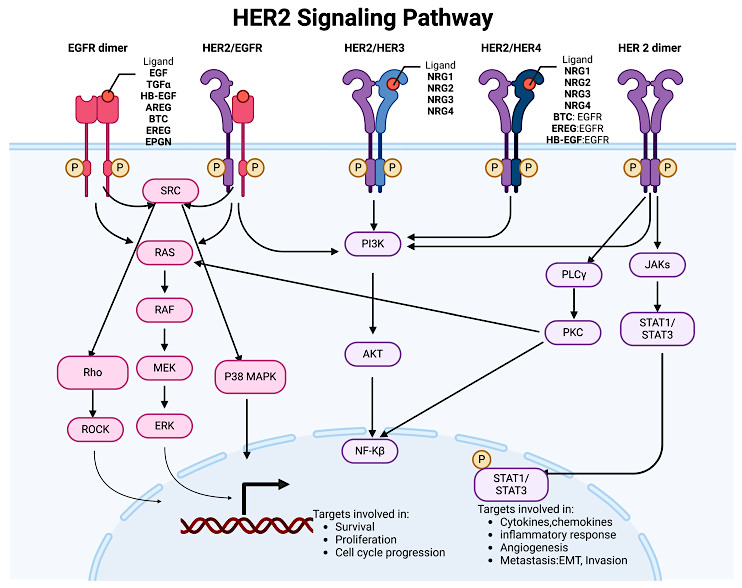 HER2 Signaling Pathway
EGFR dimer
Ligand
EGF
TGFα
HB-EGF
AREG
BTC
EREG
EPGN
HER2/EGFR
HER2/HER3
Ligand
NRG1
NRG2
NRG3
NRG4
HER2/HER4
Ligand
NRG1
NRG2
NRG3
NRG4
BTC: EGFR
EREG:EGFR
HB-EGF:EGFR
HER 2 dimer
P
P
P
P
P
P
P
P
P
P
SRC
RAS
PI3K
PLCγ
JAKs
RAF
PKC
STAT1/
STAT3
AKT
Rho
MEK
P38 MAPK
ROCK
ERK
NF-Kβ
P
STAT1/
STAT3
Targets involved in:
• Survival
• Proliferation
• Cell cycle progression
Targets involved in:
• Cytokines,chemokines
• inflammatory response
• Angiogenesis
• Metastasis:EMT, Invasion